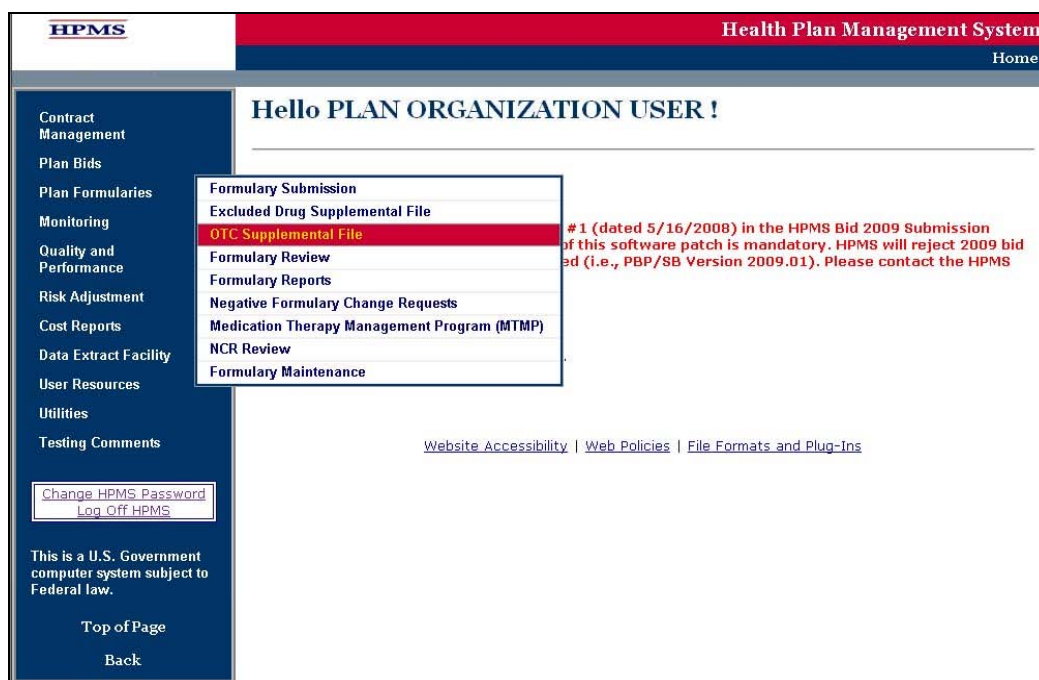 HPMS
Health Plan Management System
Home
Contract
Management
Plan Bids
Plan Formularies
Monitoring
Quality and
Performance
Risk Adjustment
Cost Reports
Data Extract Facility
User Resources
Utilities
Testing Comments
Change HPMS Password
Log Off HPMS
This is a U.S. Government
computer system subject to
Federal law.
Top of Page
Back
Hello PLAN ORGANIZATION USER !
Formulary Submission
Excluded Drug Supplemental File
OTC Supplemental File
Formulary Review
Formulary Reports
Negative Formulary Change Requests
Medication Therapy Management Program (MTMP)
NCR Review
Formulary Maintenance
#1 (dated 5/16/2008) in the HPMS Bid 2009 Submission
of this software patch is mandatory. HPMS will reject 2009 bid
(i.e., PBP/SB Version 2009.01). Please contact the HPMS
.
Website Accessibility | Web Policies | File Formats and Plug-Ins